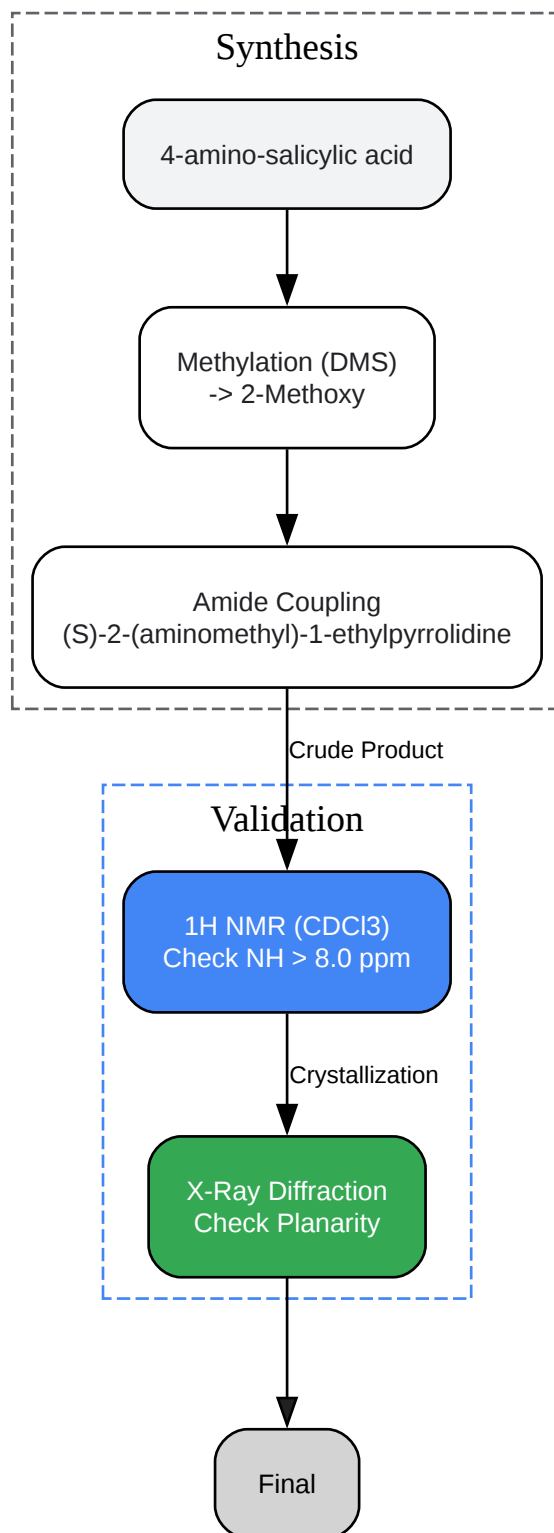 Synthesis
4-amino-salicylic acid
Methylation (DMS)
-> 2-Methoxy
Amide Coupling
(S)-2-(aminomethyl)-1-ethylpyrrolidine
Crude Product
Validation
1H NMR (CDCl3)
Check NH > 8.0 ppm
Crystallization
X-Ray Diffraction
Check Planarity
Final